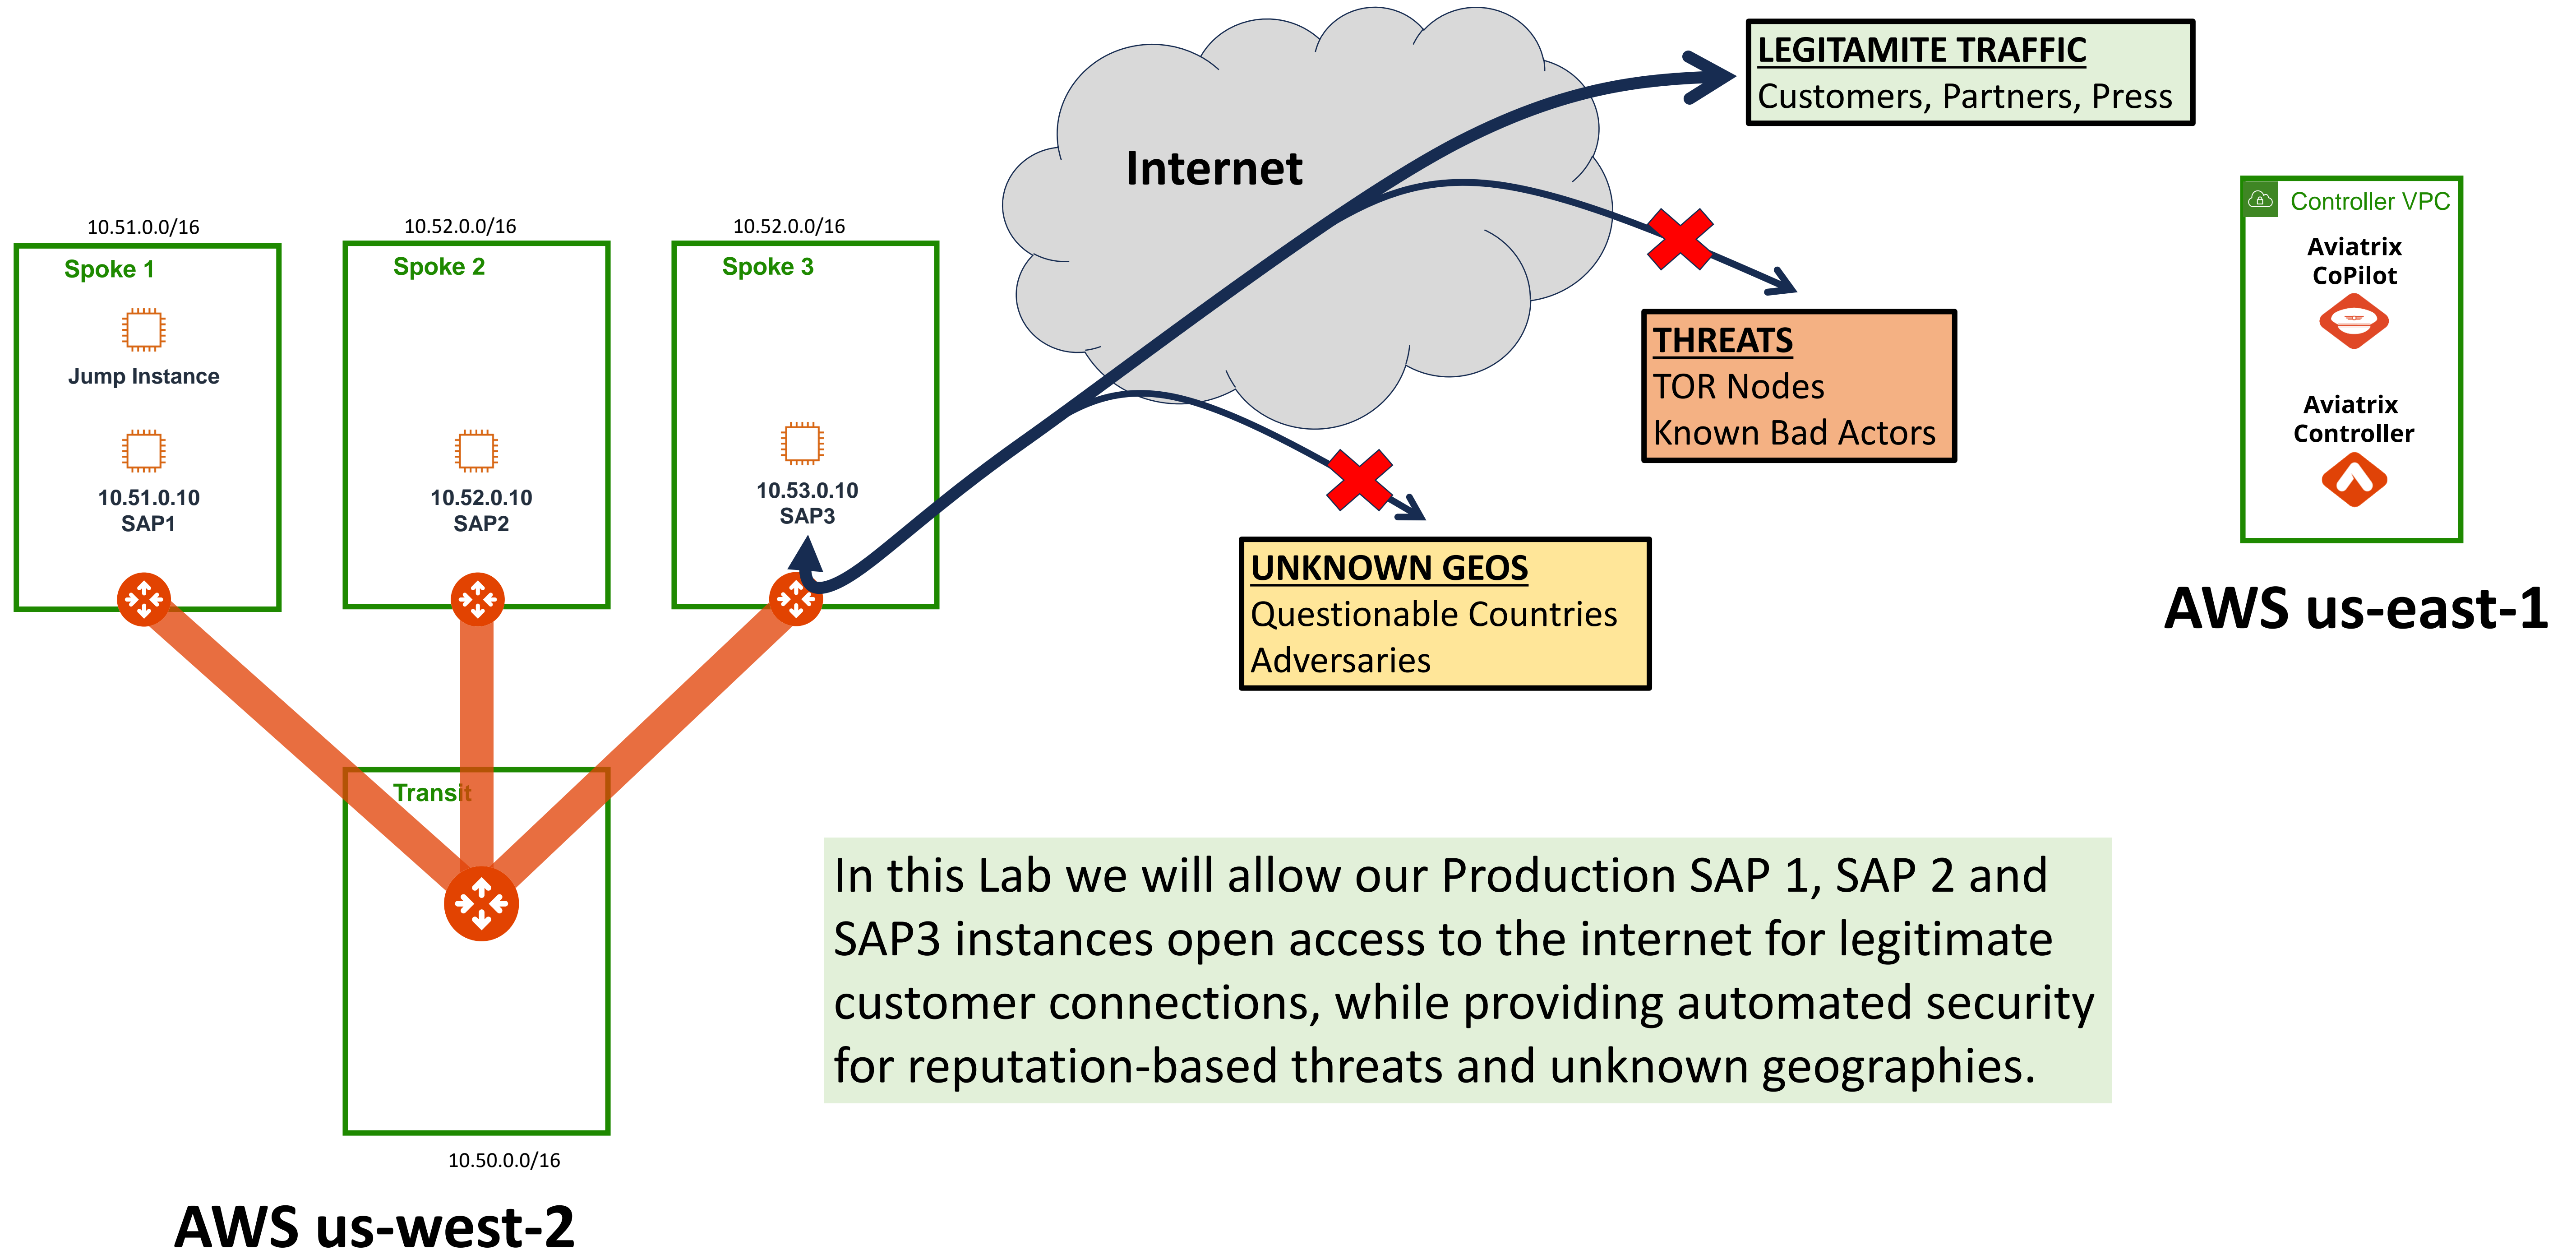 LEGITAMITE TRAFFIC
Customers, Partners, Press
Internet
Controller VPC
Aviatrix
CoPilot
Aviatrix
Controller
AWS us-east-1
10.51.0.0/16
10.52.0.0/16
10.52.0.0/16
Spoke 1
Spoke 2
Spoke 3
Jump Instance
10.51.0.10
SAP1
10.52.0.10
SAP2
10.53.0.10
SAP3
THREATS
TOR Nodes
Known Bad Actors
UNKNOWN GEOS
Questionable Countries
Adversaries
Transit
10.50.0.0/16
AWS us-west-2
In this Lab we will allow our Production SAP 1, SAP 2 and
SAP3 instances open access to the internet for legitimate
customer connections, while providing automated security
for reputation-based threats and unknown geographies.